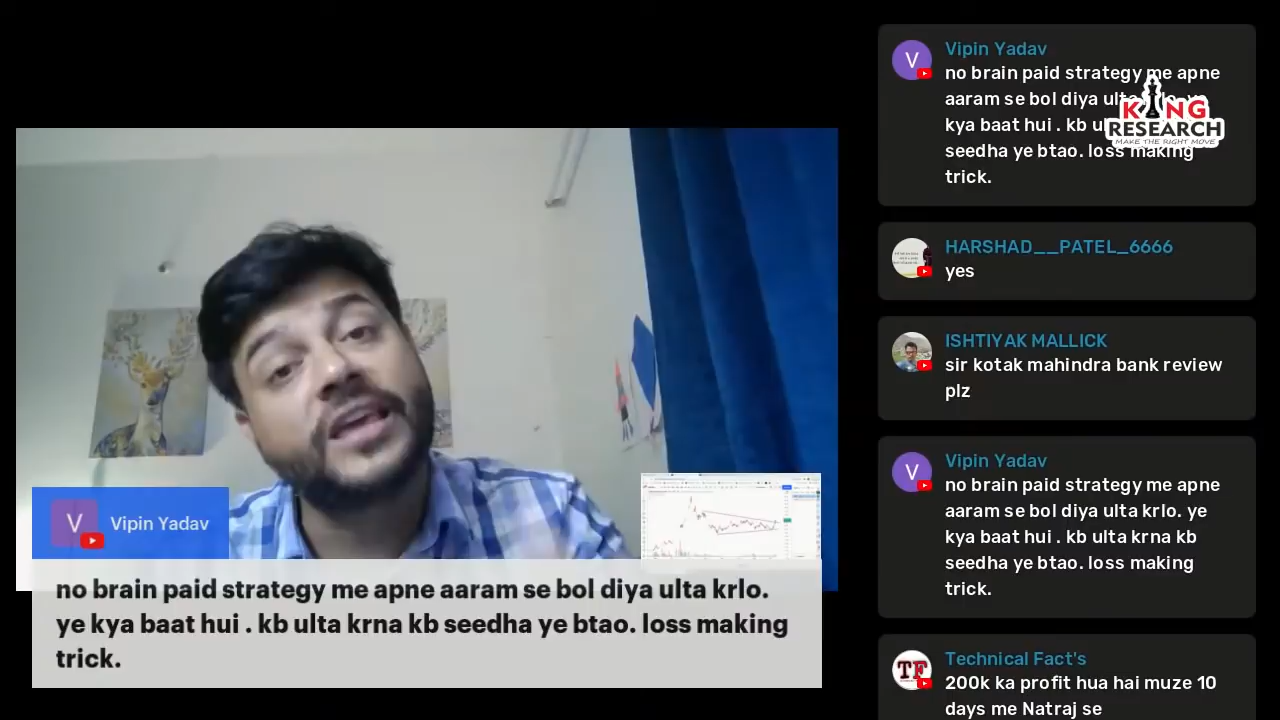 Vipin Yadav
no brain paid strategy me apne
aaram se bol diya ulta krlo. ye
kya baat hui . kb
seedha ye btao. loss making
trick.
KING
RESEARCH
MAKE THE RIGHT MOVE
HARSHAD__PATEL_6666
yes
ISHTIYAK MALLICK
sir kotak mahindra bank review
plz
Vipin Yadav
no brain paid strategy me apne
aaram se bol diya ulta krlo. ye
kya baat hui . kb ulta krna kb
seedha ye btao. loss making
trick.
Technical Fact's
TF
200k ka profit hua hai muze 10
days me Natraj se
V
V
V Vipin Yadav
no brain paid strategy me apne aaram se bol diya ulta krlo.
ye kya baat hui . kb ulta krna kb seedha ye btao. loss making
trick.